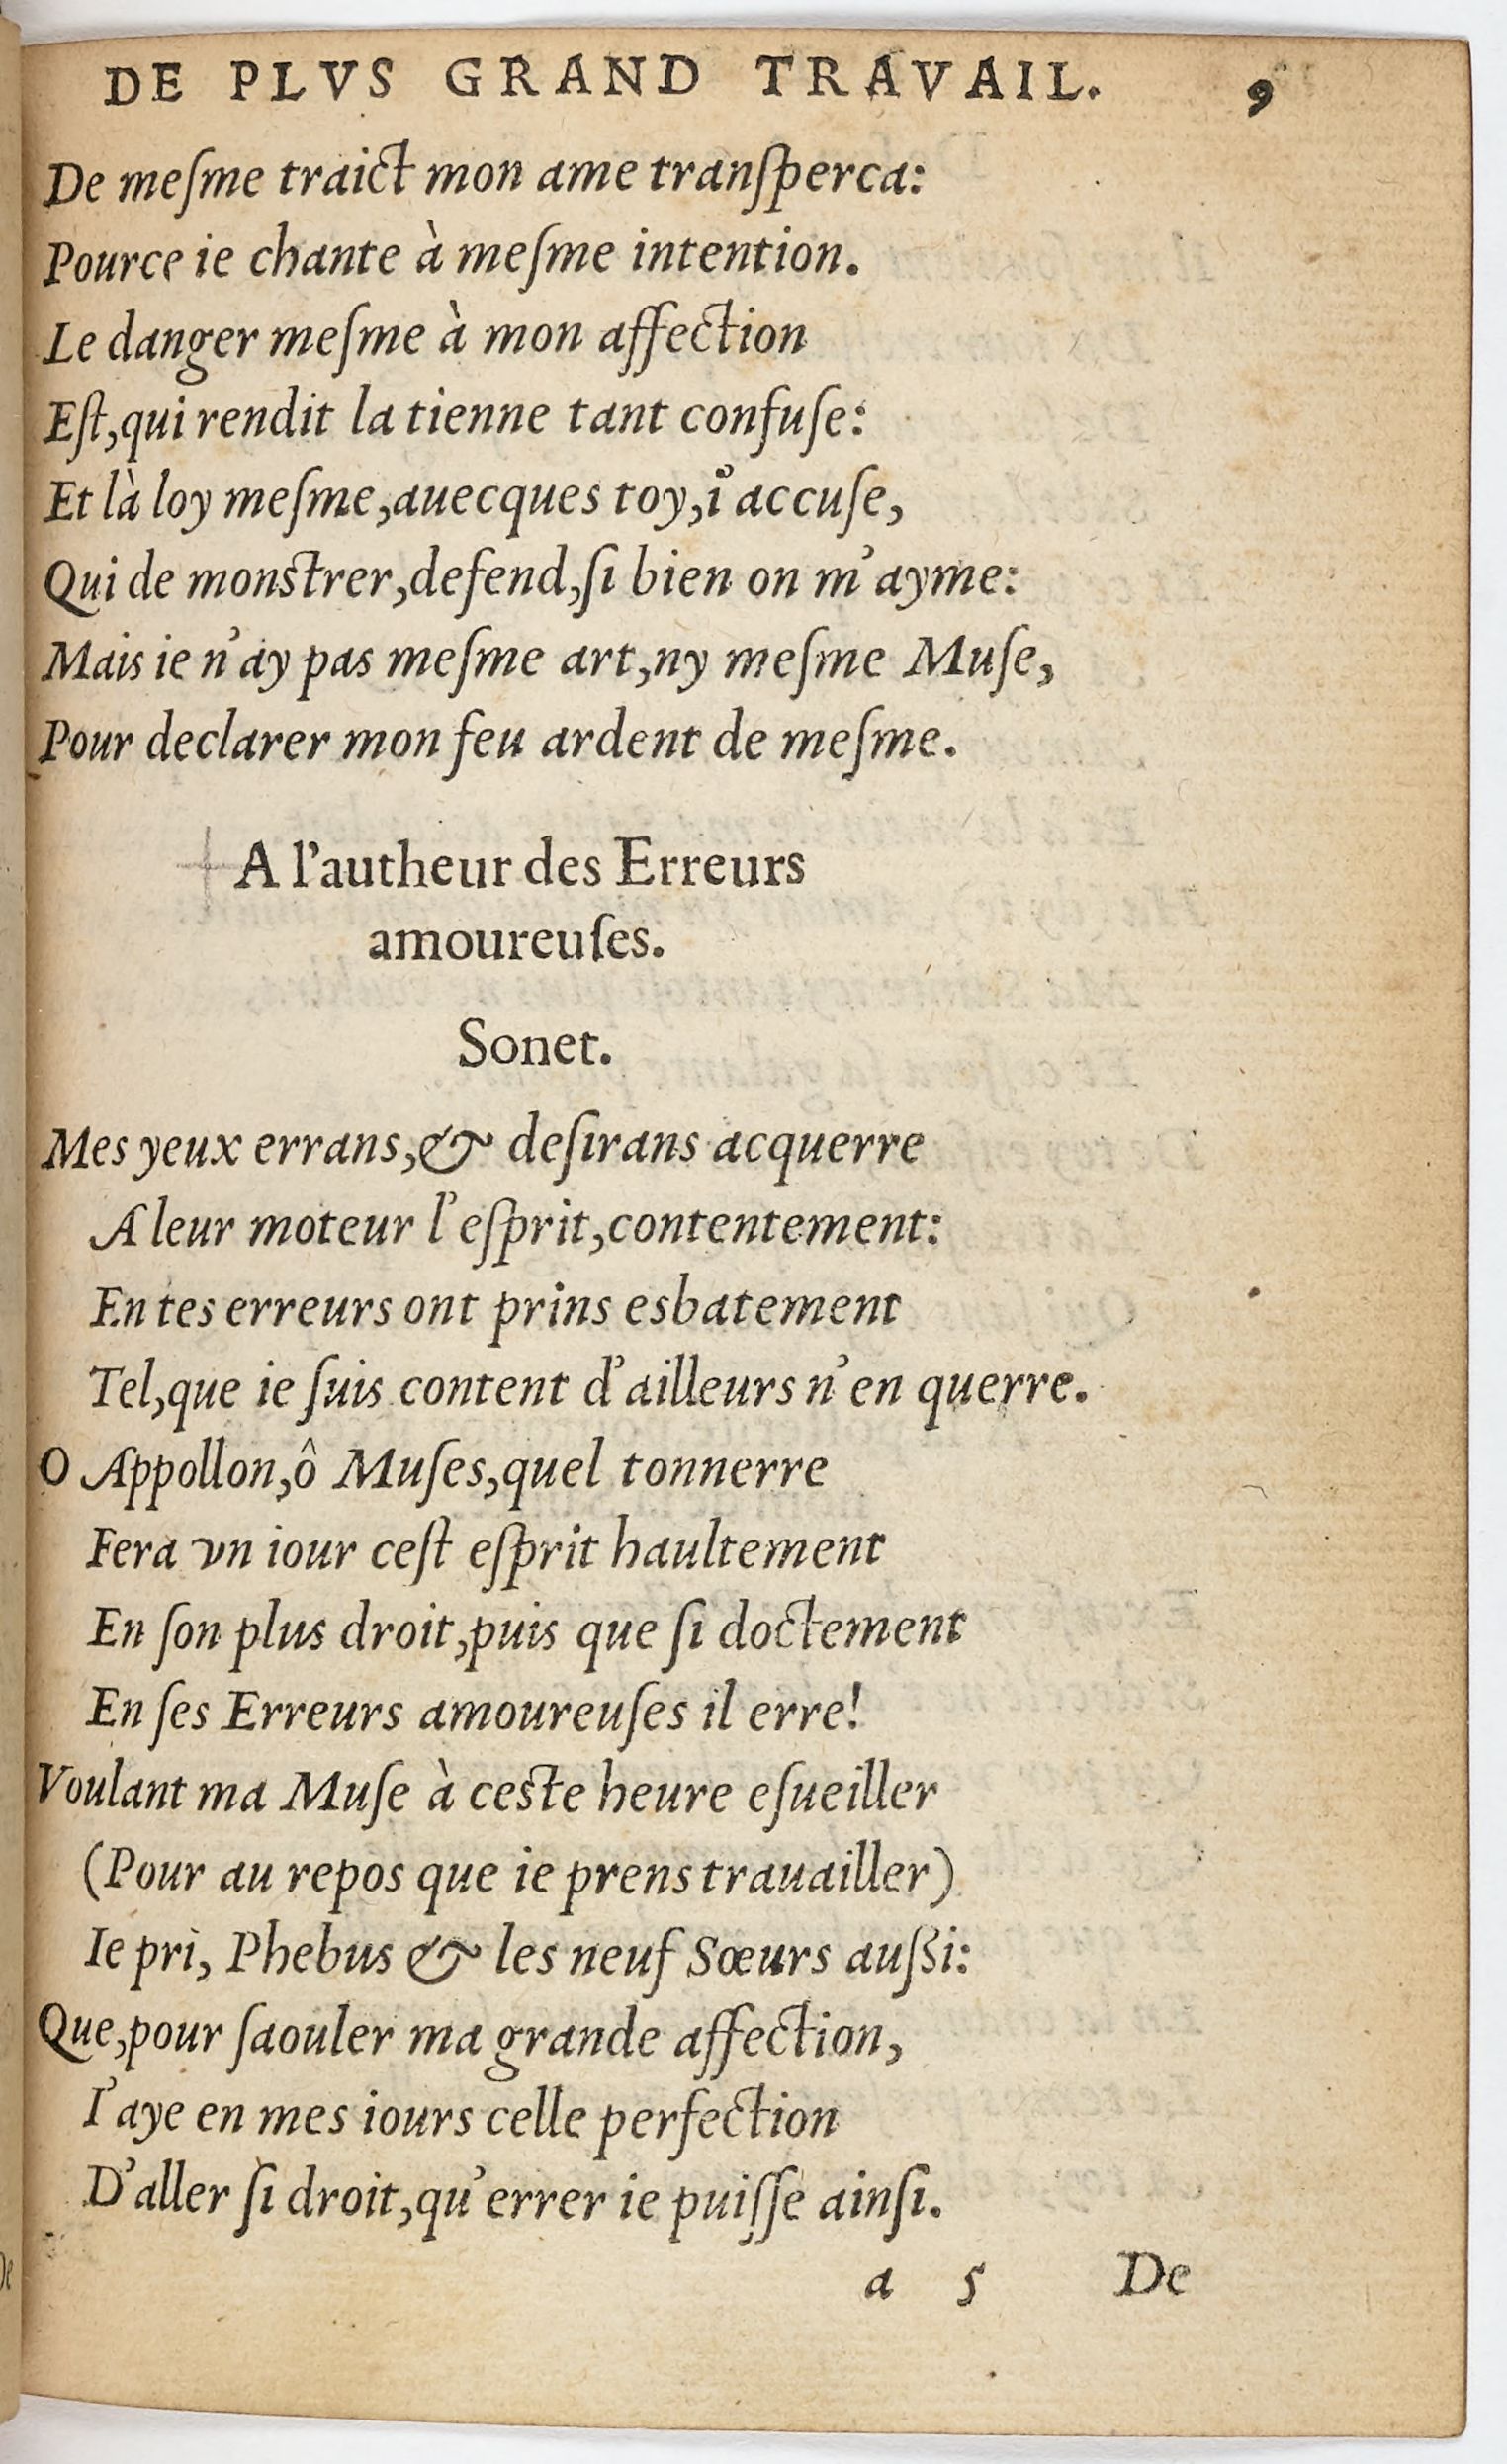 DE PLVS GRAND TRAVAIL. 9
De meſme traict mon ame tranſperca:
Pource ie chante à meſme intention.
Le danger meſme à mon affection
Eſt,qui rendit la tienne tant confuſe:
Et là loy meſme,auecques toy,i'accuſe,
Qui de monstrer,defend,ſi bien on m'ayme:
Mais ie n'ay pas meſme art,ny meſme Muſe,
Pour declarer mon feu ardent de meſme.
A l'autheur des Erreurs
amoureuſes.
Sonet.
Mes yeux errans,& deſirans acquerre
A leur moteur l'eſprit,contentement:
En tes erreurs ont prins esbatement
Tel,que ie ſuis content d'ailleurs n'en querre.
O Appollon,ô Muſes,quel tonnerre
Fera vn iour ceſt eſprit haultement
En ſon plus droit,puis que ſi doctement
En ſes Erreurs amoureuſes il erre!
Voulant ma Muſe à ceste heure eſueiller
(Pour au repos que ie prens trauailler)
Ie pri, Phebus & les neuf Sœurs auſsi:
Que,pour ſaouler ma grande affection,
I'aye en mes iours celle perfection
D'aller ſi droit,qu'errer ie puiſſe ainſi.
a 5 De